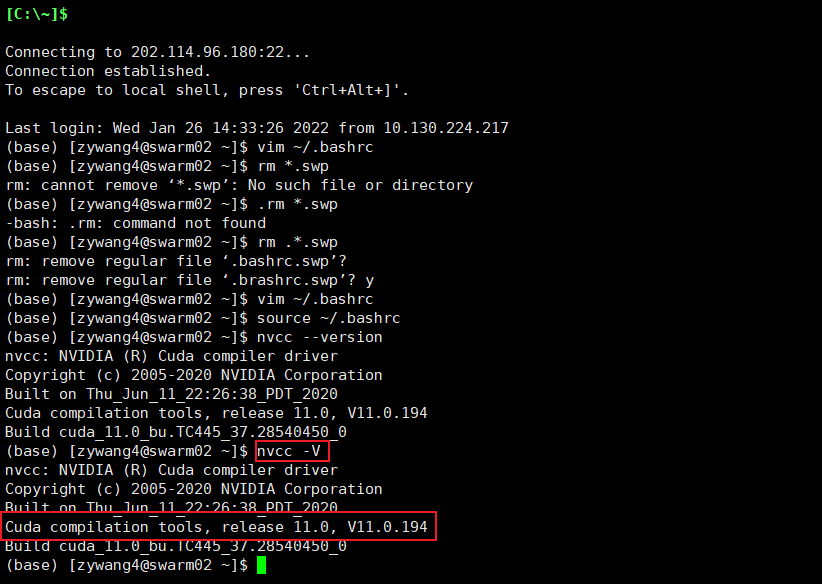 [C:\~]$
Connecting to 202.114.96.180:22...
Connection established.
To escape to local shell, press 'Ctrl+Alt+]'.
Last login: Wed Jan 26 14:33:26 2022 from 10.130.224.217
(base) [zywang4@swarm02 ~]$ vim ~/.bashrc
(base) [zywang4@swarm02 ~]$ rm *.swp
rm: cannot remove ‘*.swp’: No such file or directory
(base) [zywang4@swarm02 ~]$ .rm *.swp
-bash: .rm: command not found
(base) [zywang4@swarm02 ~]$ rm .*.swp
rm: remove regular file ‘.bashrc.swp’?
rm: remove regular file ‘.brashrc.swp’? y
(base) [zywang4@swarm02 ~]$ vim ~/.bashrc
(base) [zywang4@swarm02 ~]$ source ~/.bashrc
(base) [zywang4@swarm02 ~]$ nvcc --version
nvcc: NVIDIA (R) Cuda compiler driver
Copyright (c) 2005-2020 NVIDIA Corporation
Built on Thu_Jun_11_22:26:38_PDT_2020
Cuda compilation tools, release 11.0, V11.0.194
Build cuda_11.0_bu.TC445_37.28540450_0
(base) [zywang4@swarm02 ~]$ nvcc -V
nvcc: NVIDIA (R) Cuda compiler driver
Copyright (c) 2005-2020 NVIDIA Corporation
Built on Thu_Jun_11_22:26:38_PDT_2020
Cuda compilation tools, release 11.0, V11.0.194
Build cuda_11.0_bu.TC445_37.28540450_0
(base) [zywang4@swarm02 ~]$